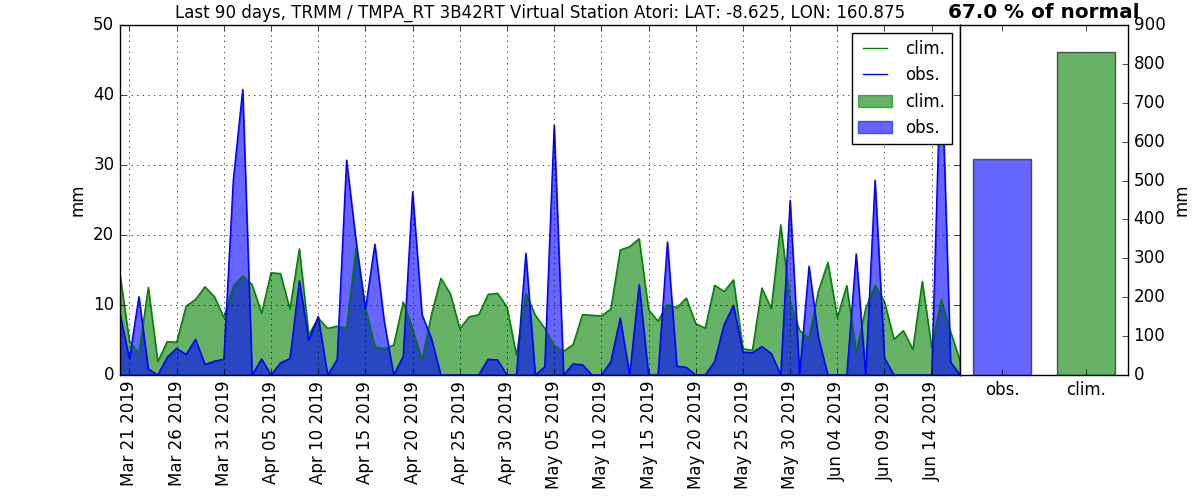 Last 90 days, TRMM / TMPA_RT 3B42RT Virtual Station Atori: LAT: -8.625, LON: 160.875
67.0 % of normal
50
40
30
20
10
0
mm
clim.
obs.
clim.
obs.
900
800
700
600
500
400
300
200
100
0
mm
Mar 21 2019
Mar 26 2019
Mar 31 2019
Apr 05 2019
Apr 10 2019
Apr 15 2019
Apr 20 2019
Apr 25 2019
Apr 30 2019
May 05 2019
May 10 2019
May 15 2019
May 20 2019
May 25 2019
May 30 2019
Jun 04 2019
Jun 09 2019
Jun 14 2019
obs.
clim.